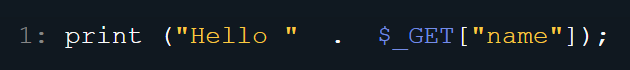 1: print ("Hello " . $_GET["name"]);